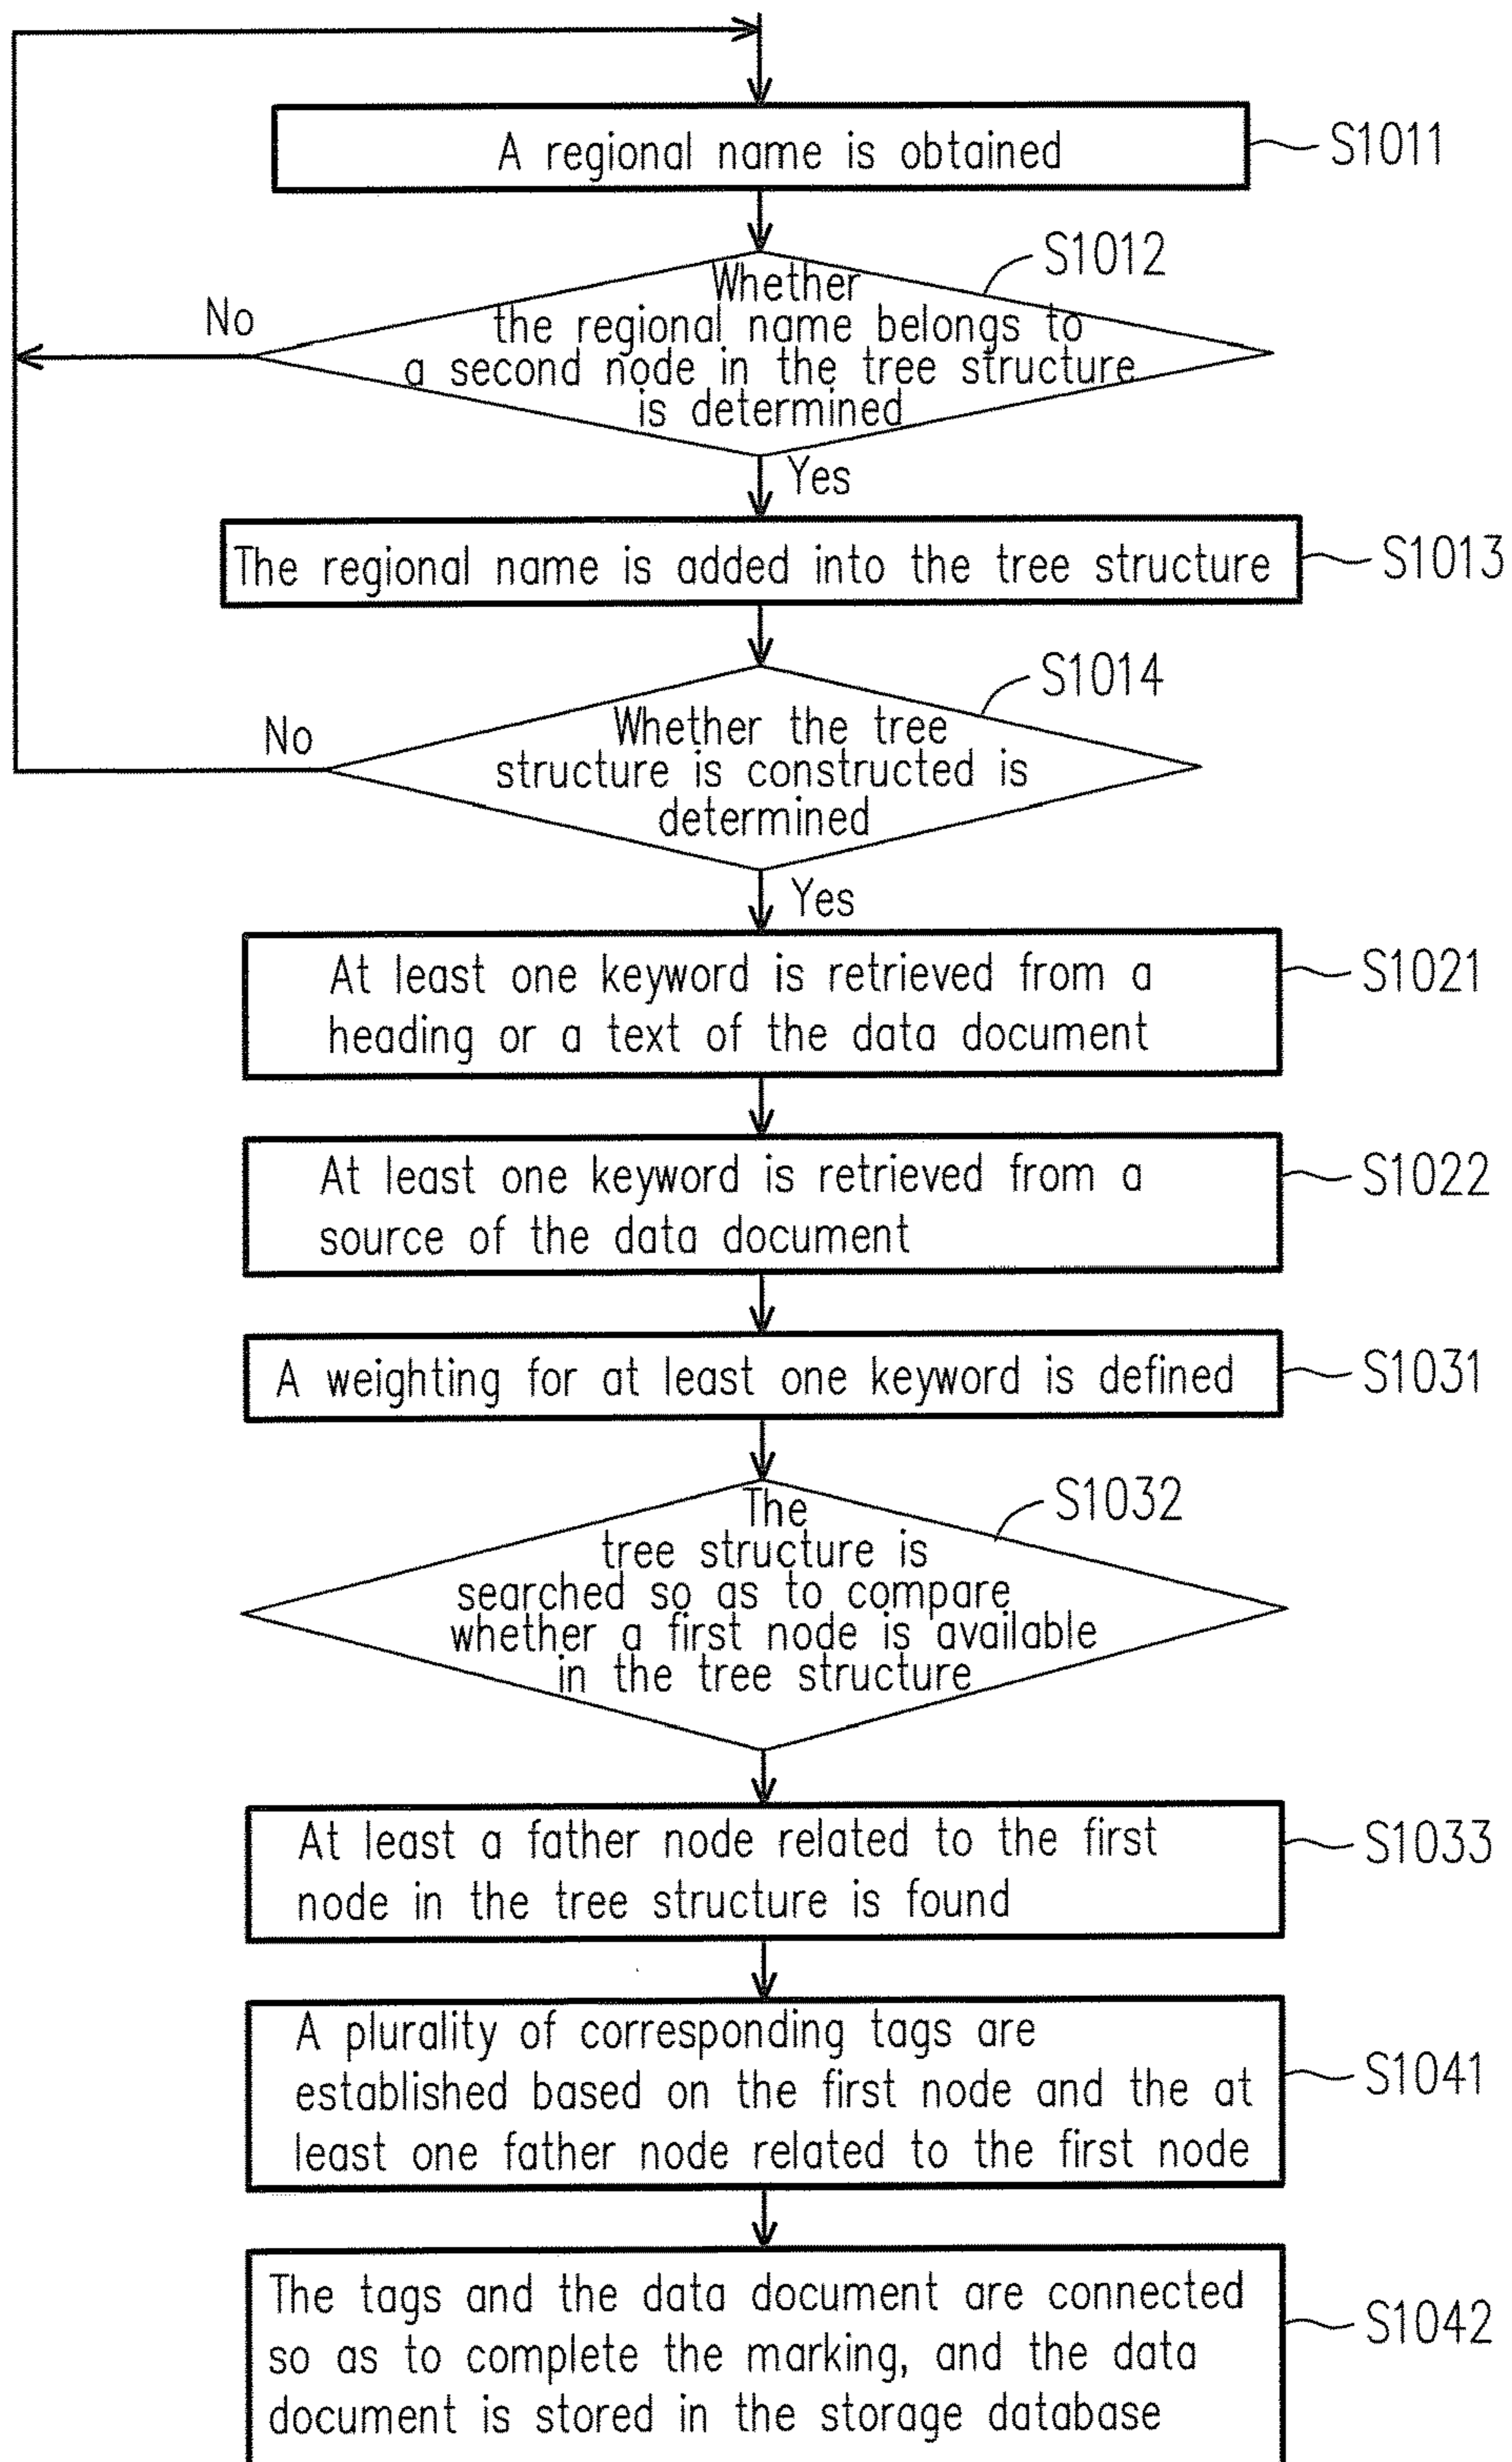 A regional name is obtained
S1011
S1012
Whether
the regional name belongs to
a second node in the tree structure
is determined
No
Yes
The regional name is added into the tree structure
S1013
S1014
Whether the tree
structure is constructed is
determined
No
Yes
At least one keyword is retrieved from a
heading or a text of the data document
S1021
At least one keyword is retrieved from a
source of the data document
S1022
A weighting for at least one keyword is defined
S1031
S1032
The
tree structure is
searched so as to compare
whether a first node is available
in the tree structure
At least a father node related to the first
node in the tree structure is found
S1033
A plurality of corresponding tags are
established based on the first node and the at
least one father node related to the first node
S1041
The tags and the data document are connected
so as to complete the marking, and the data
document is stored in the storage database
S1042